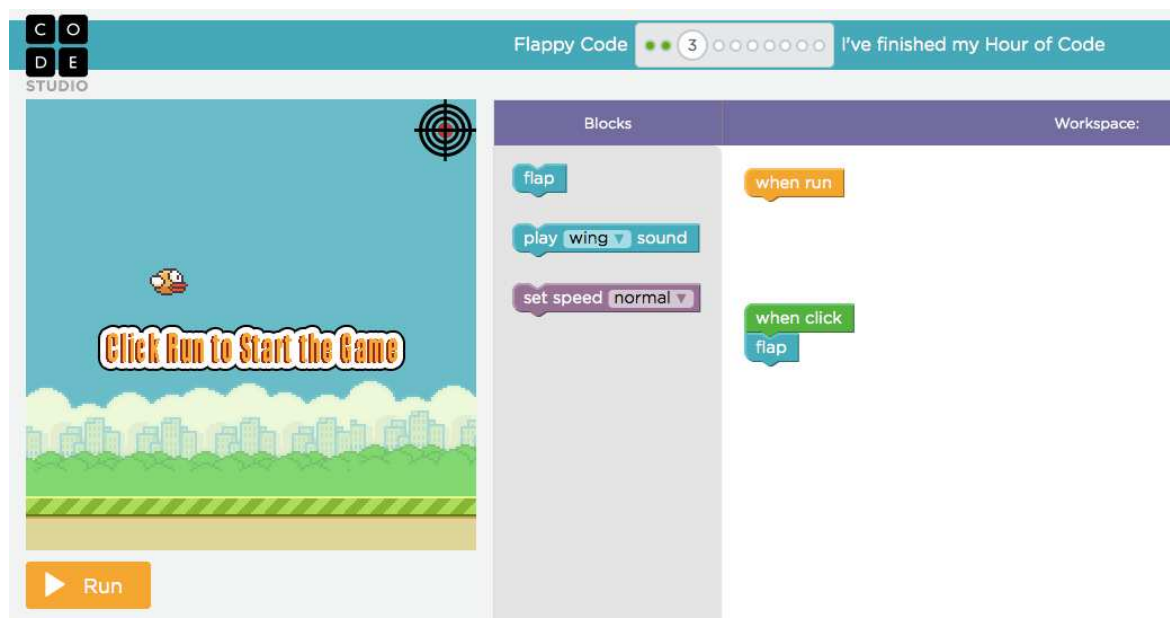 CODE
STUDIO
Flappy Code 3 I've finished my Hour of Code
Click Run to Start the Game
Run
Blocks
flap
play wing sound
set speed normal
Workspace:
when run
when click
flap